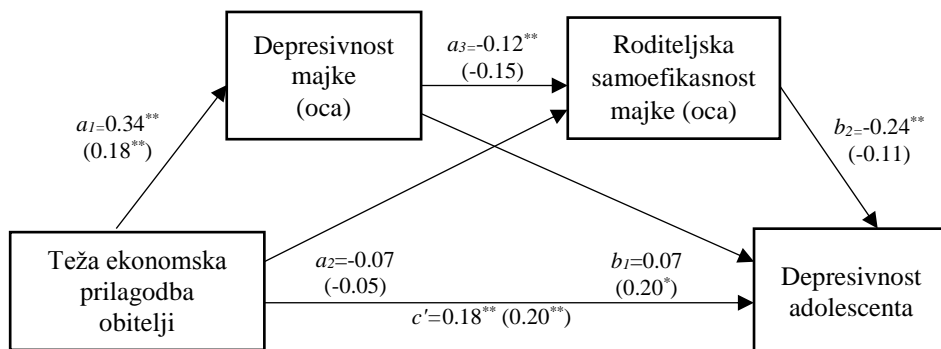 Depresivnost
majke
(oca)
a3=-0.12**
(-0.15)
Roditeljska
samoefikasnost
majke (oca)
a1=0.34**
(0.18**)
b2=-0.24**
(-0.11)
Teža ekonomska
prilagodba
obitelji
a2=-0.07
(-0.05)
b1=0.07
(0.20*)
c'=0.18** (0.20**)
Depresivnost
adolescenta